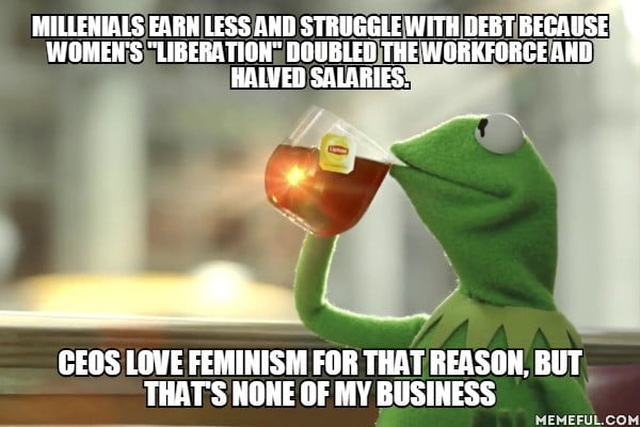 MILLENIALS EARN LESS AND STRUGGLE WITH DEBT BECAUSE
WOMEN'S "LIBERATION" DOUBLED THE WORKFORCE AND
HALVED SALARIES.
Lipton
CEOS LOVE FEMINISM FOR THAT REASON, BUT
THAT'S NONE OF MY BUSINESS
MEMEFUL.COM